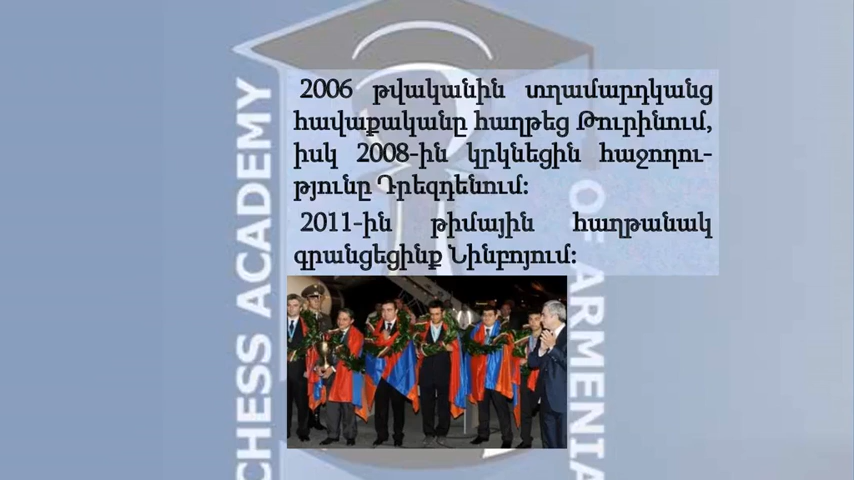 2006 թվականին տղամարդկանց
հավաքականը հաղթեց Թուրինում,
իսկ 2008-ին կրկնեցին հաջողու-
թյունը Դրեզդենում:
2011-ին թիմային հաղթանակ
գրանցեցինք Նինբոյում:
CHESS ACADEMY
OF ARMENIA